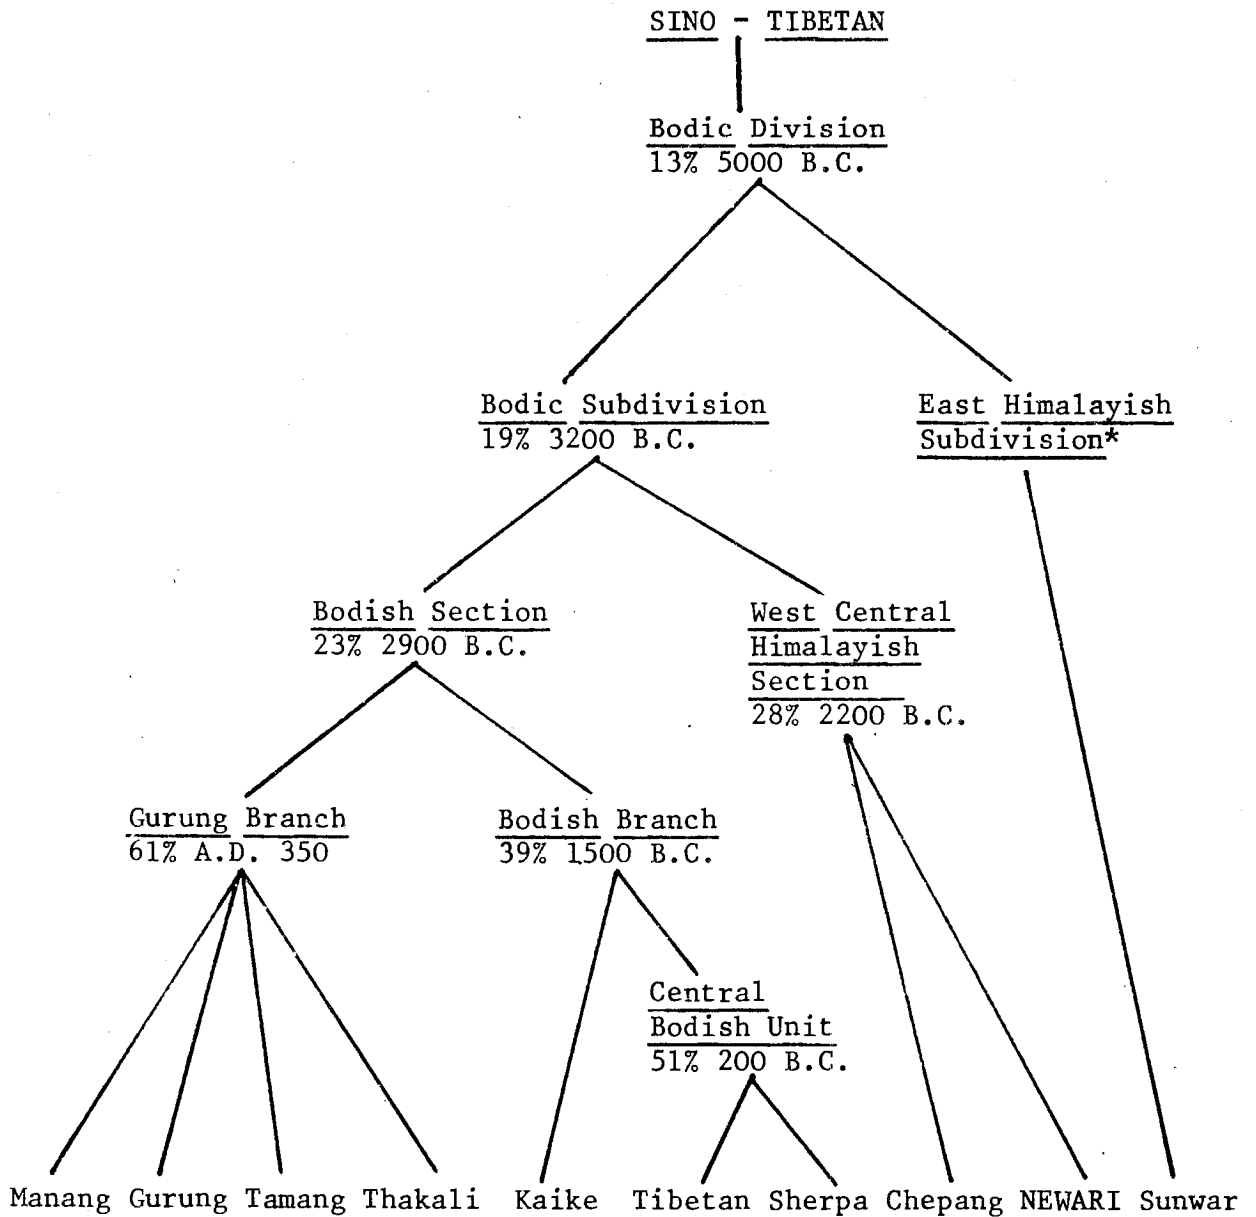 SINO - TIBETAN
Bodic Division
13% 5000 B.C.
Bodic Subdivision
19% 3200 B.C.
East Himalayish
Subdivision*
Bodish Section
23% 2900 B.C.
West Central
Himalayish
Section
28% 2200 B.C.
Gurung Branch
61% A.D. 350
Bodish Branch
39% 1500 B.C.
Central
Bodish Unit
51% 200 B.C.
Manang Gurung Tamang Thakali Kaike Tibetan Sherpa Chepang NEWARI Sunwar